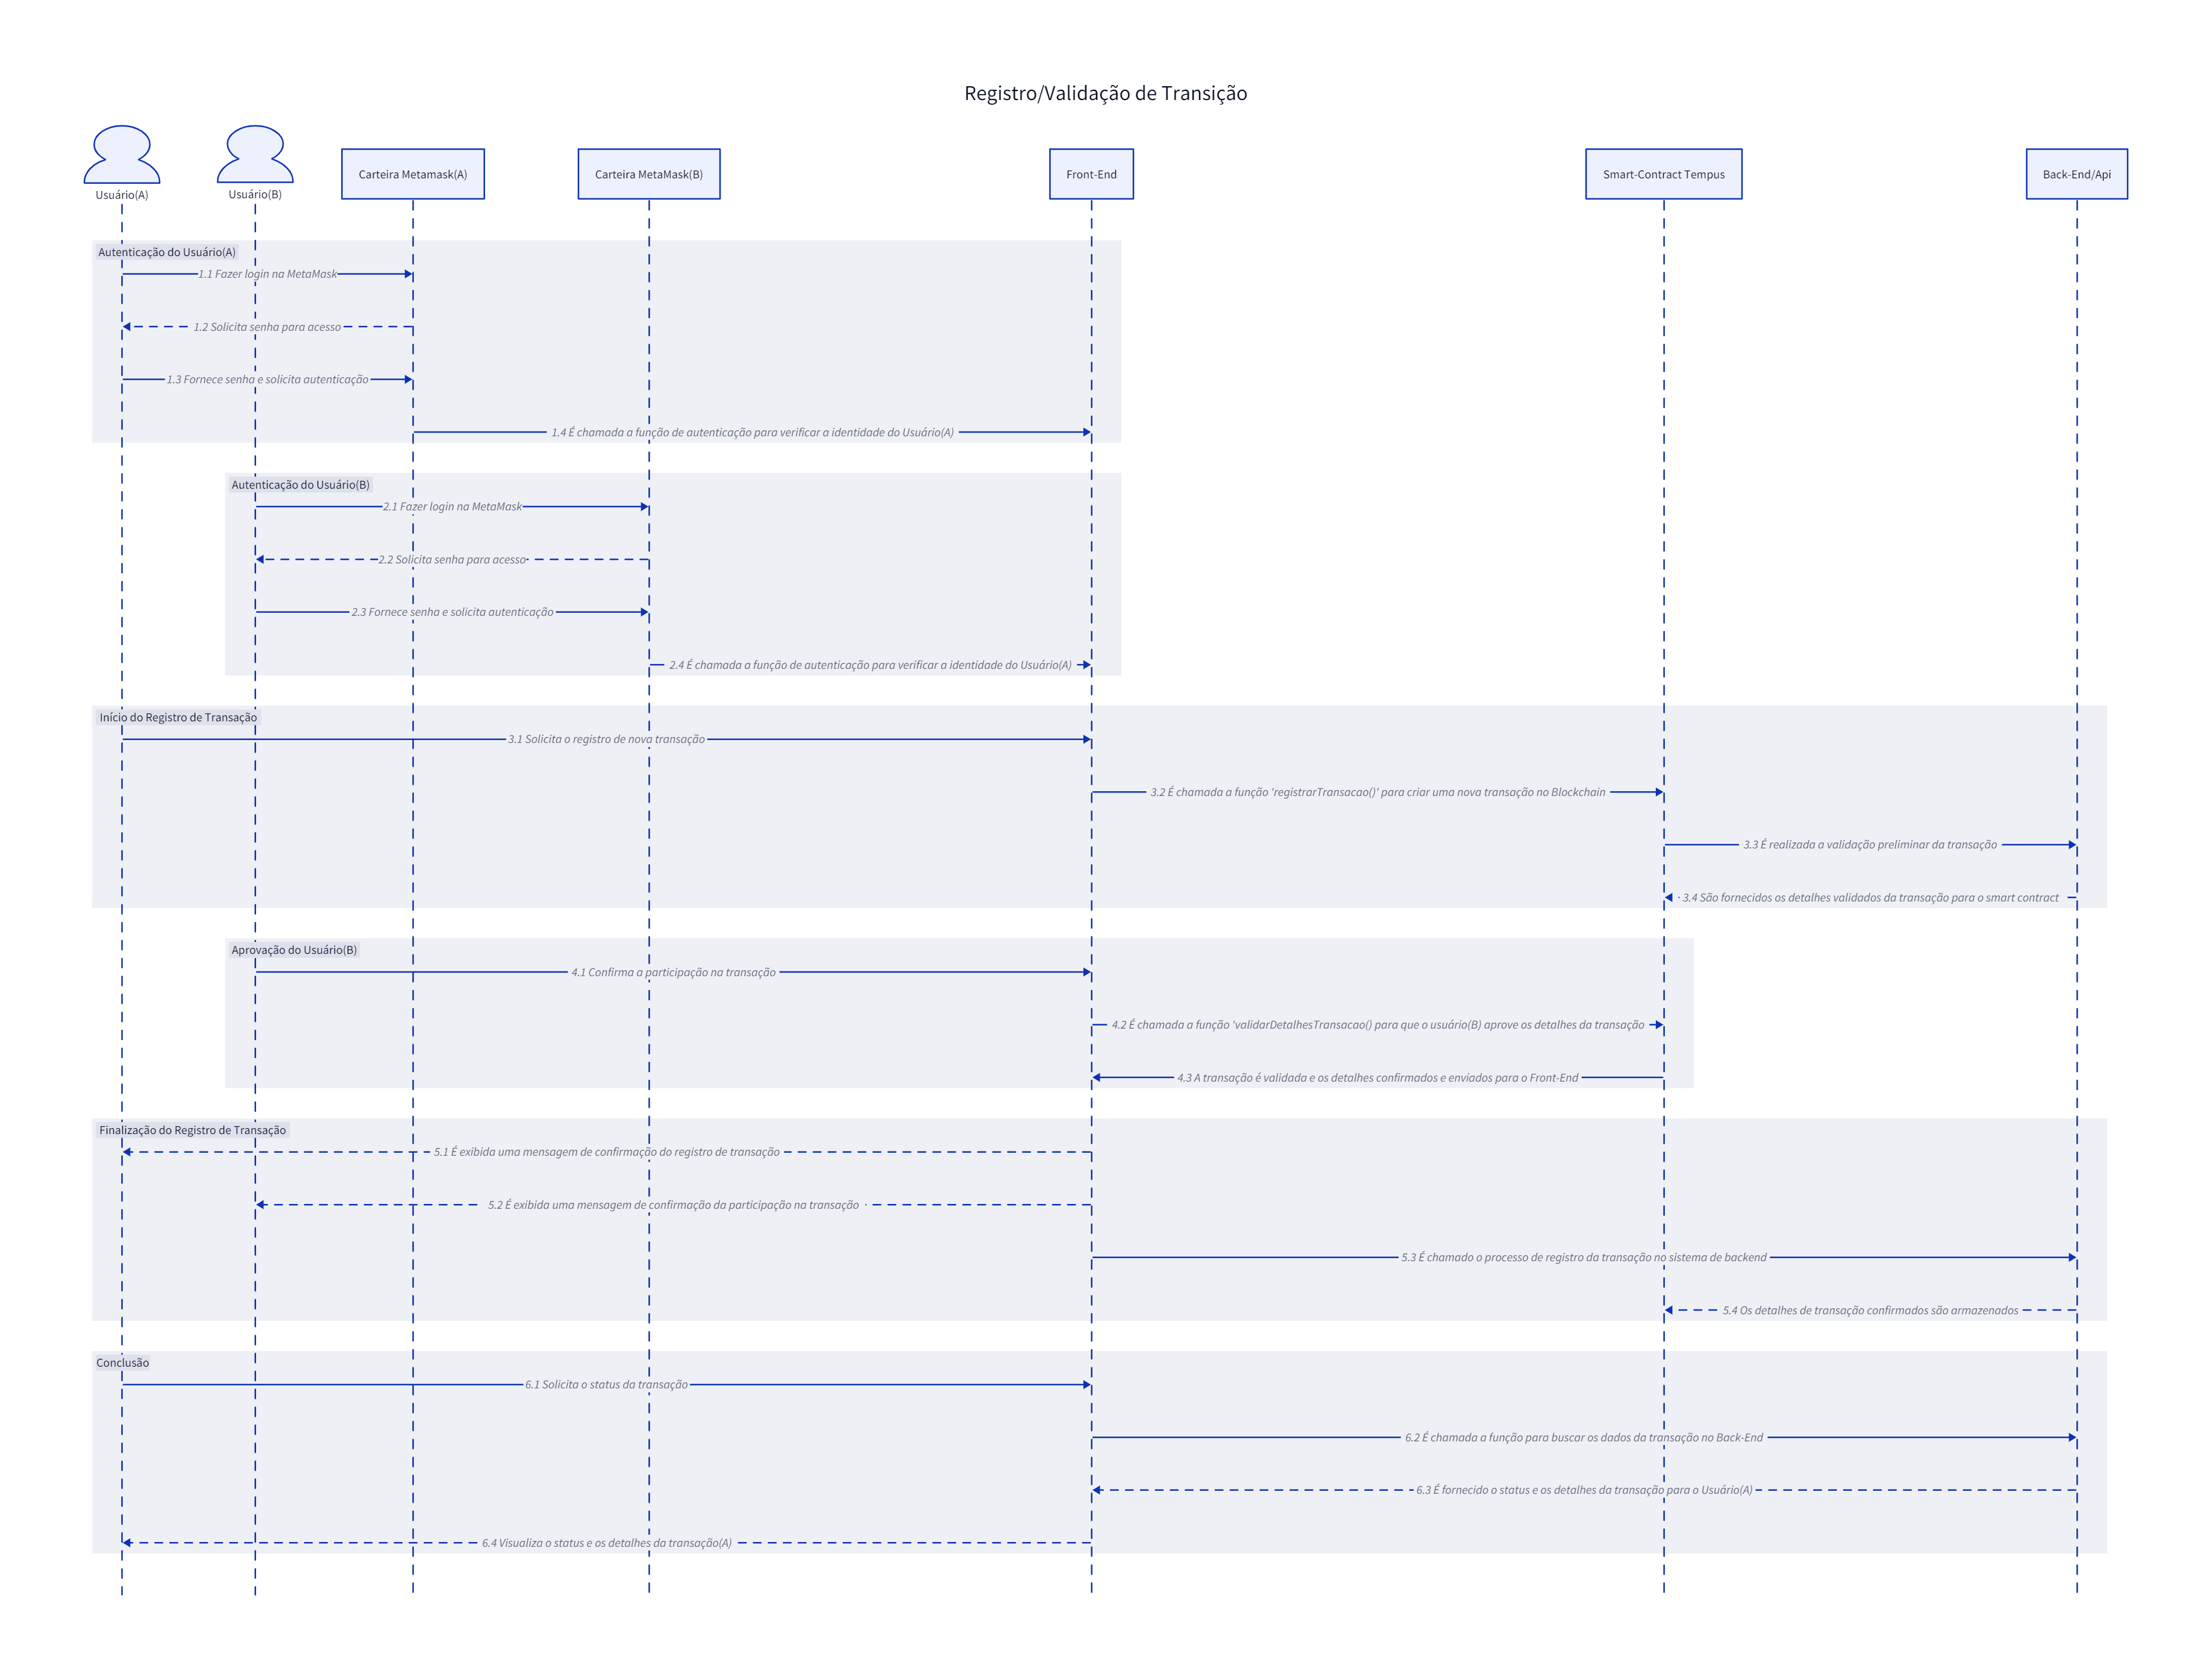 Registro/Validação de Transição
Usuário(A)
Usuário(B)
Carteira Metamask(A)
Carteira MetaMask(B)
Front-End
Smart-Contract Tempus
Back-End/Api
Autenticação do Usuário(A)
1.1 Fazer login na MetaMask
1.2 Solicita senha para acesso
1.3 Fornece senha e solicita autenticação
1.4 É chamada a função de autenticação para verificar a identidade do Usuário(A)
Autenticação do Usuário(B)
2.1 Fazer login na MetaMask
2.2 Solicita senha para acesso
2.3 Fornece senha e solicita autenticação
2.4 É chamada a função de autenticação para verificar a identidade do Usuário(A)
Início do Registro de Transação
3.1 Solicita o registro de nova transação
3.2 É chamada a função 'registrarTransacao()' para criar uma nova transação no Blockchain
3.3 É realizada a validação preliminar da transação
3.4 São fornecidos os detalhes validados da transação para o smart contract
Aprovação do Usuário(B)
4.1 Confirma a participação na transação
4.2 É chamada a função 'validarDetalhesTransacao() para que o usuário(B) aprove os detalhes da transação
4.3 A transação é validada e os detalhes confirmados e enviados para o Front-End
Finalização do Registro de Transação
5.1 É exibida uma mensagem de confirmação do registro de transação
5.2 É exibida uma mensagem de confirmação da participação na transação
5.3 É chamado o processo de registro da transação no sistema de backend
5.4 Os detalhes de transação confirmados são armazenados
Conclusão
6.1 Solicita o status da transação
6.2 É chamada a função para buscar os dados da transação no Back-End
6.3 É fornecido o status e os detalhes da transação para o Usuário(A)
6.4 Visualiza o status e os detalhes da transação(A)